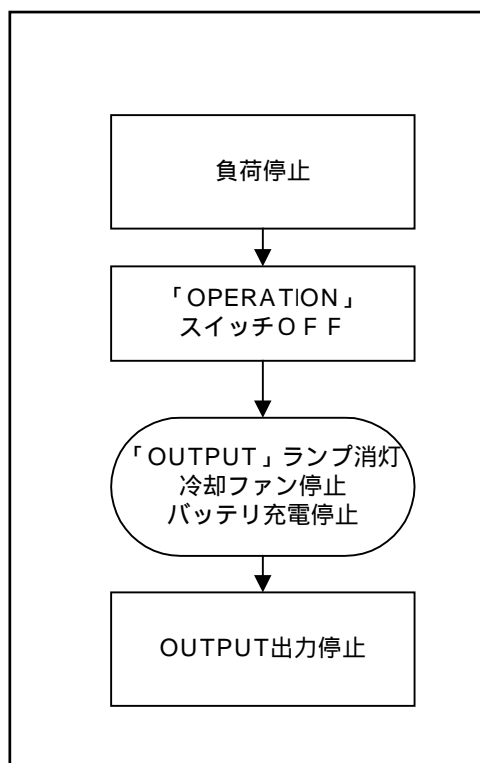 負荷停止
「OPERATION」
スイッチOFF
「OUTPUT」ランプ消灯
冷却ファン停止
バッテリ充電停止
OUTPUT出力停止